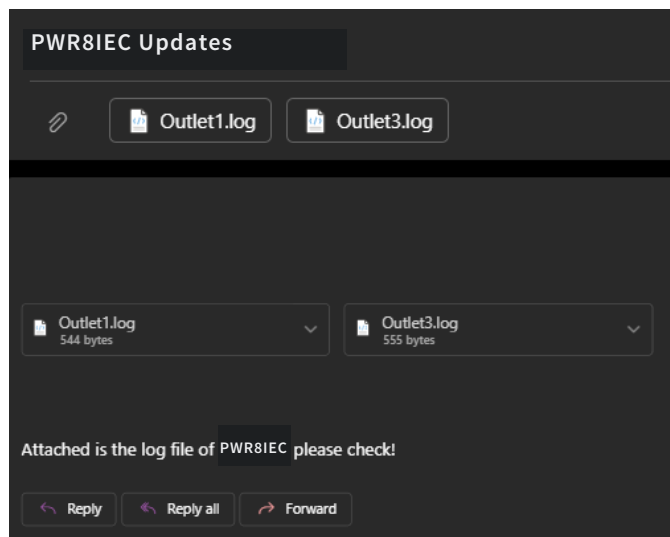 PWR8IEC Updates
Outlet1.log Outlet3.log
Outlet1.log
544 bytes
Outlet3.log
555 bytes
Attached is the log file of PWR8IEC please check!
Reply Reply all Forward